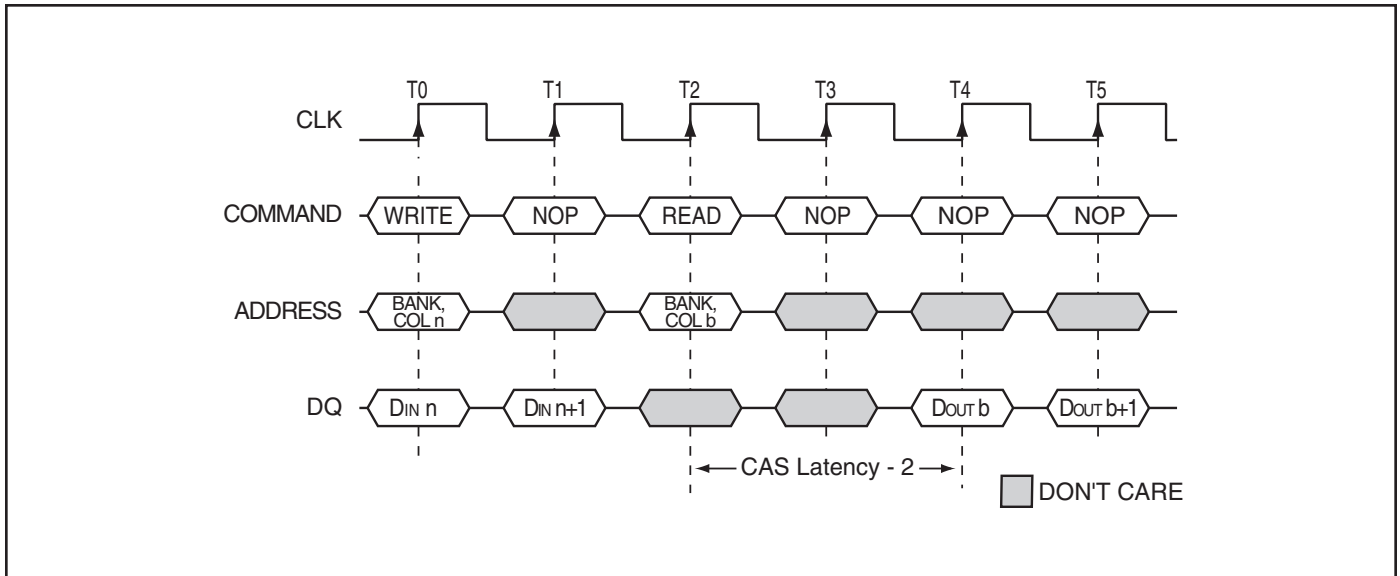 T0 T1 T2 T3 T4 T5
CLK
COMMAND WRITE NOP READ NOP NOP NOP
ADDRESS BANK, COL n BANK, COL b
DQ DIN n DIN n+1 DOUT b DOUT b+1
CAS Latency - 2
DON'T CARE